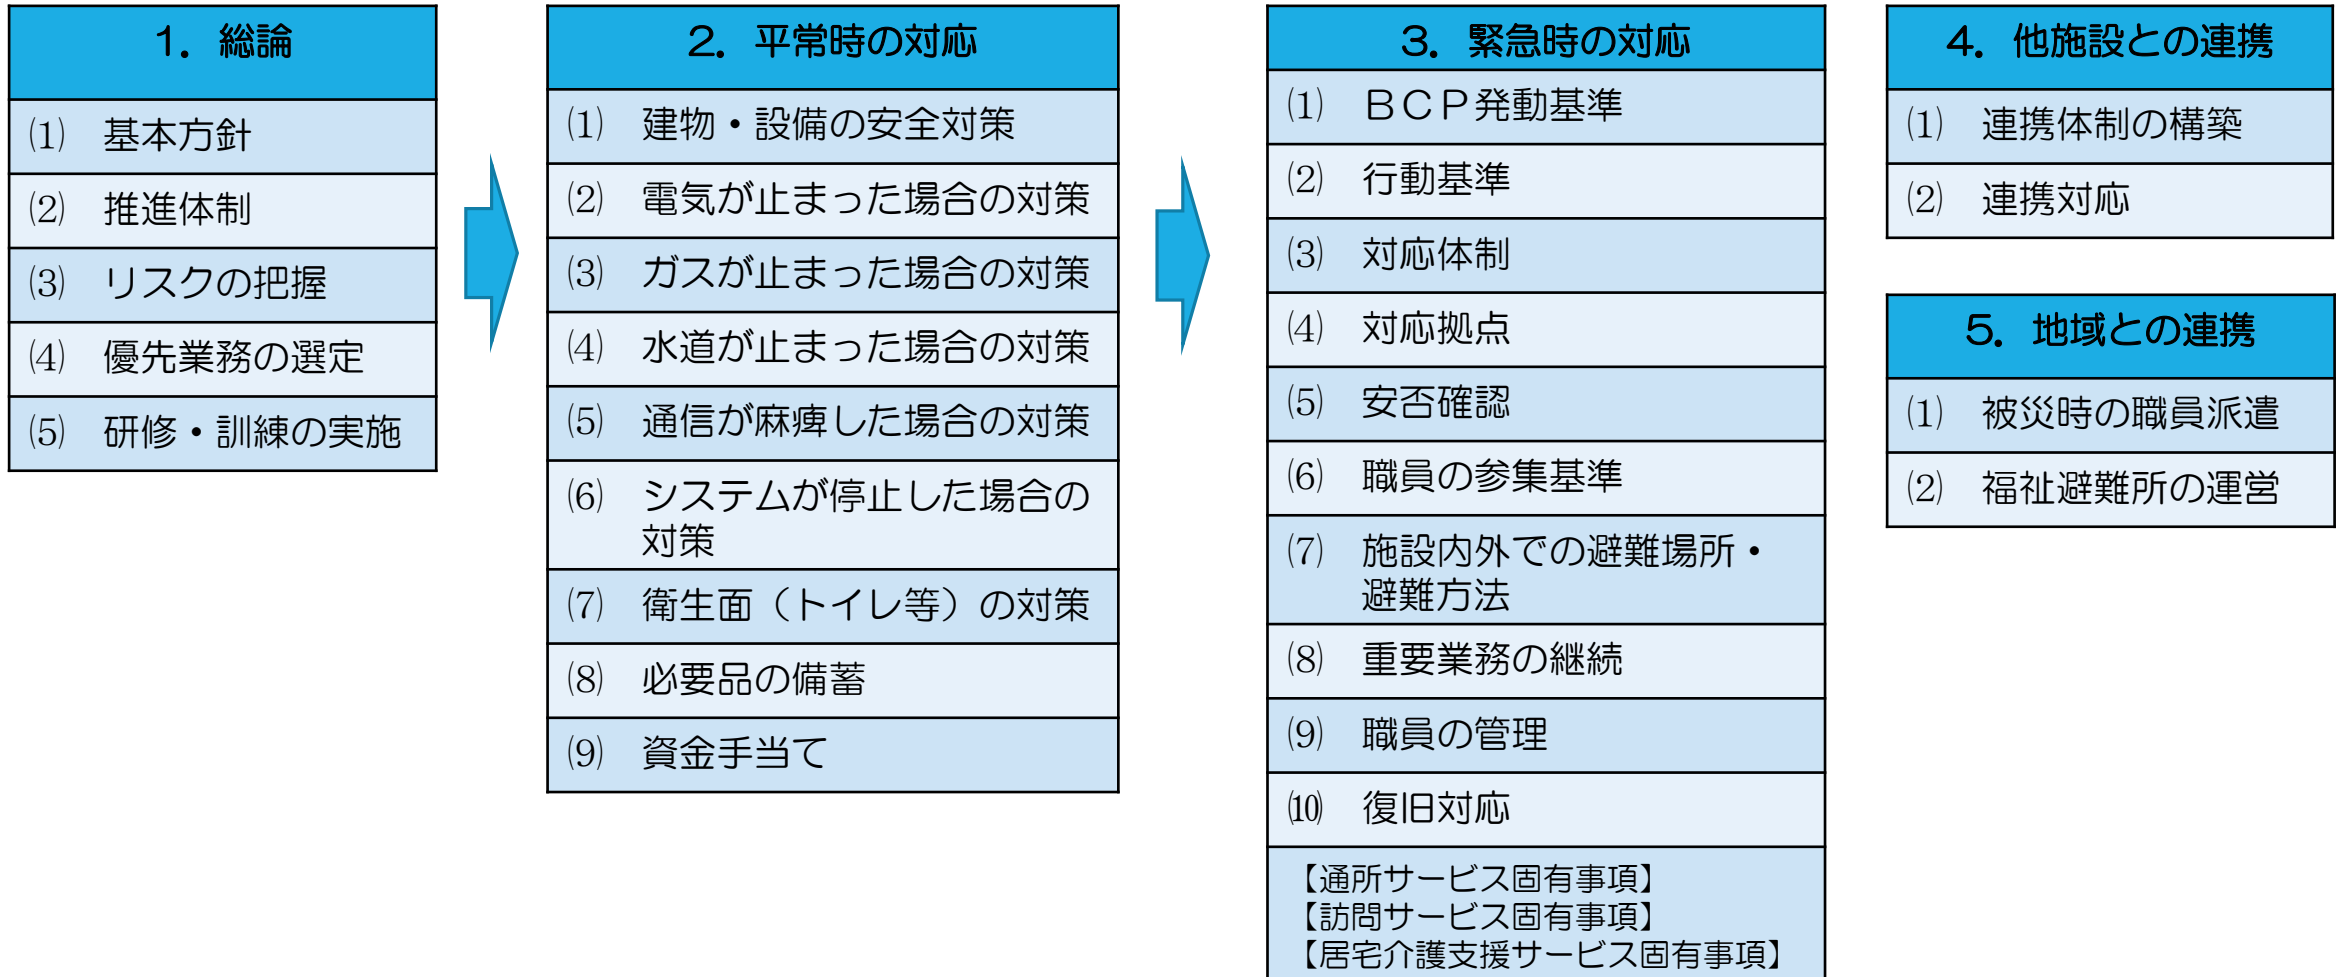 1．総論
⑴　基本方針
⑵　推進体制
⑶　リスクの把握
⑷　優先業務の選定
⑸　研修・訓練の実施
2．平常時の対応
⑴　建物・設備の安全対策
⑵　電気が止まった場合の対策
⑶　ガスが止まった場合の対策
⑷　水道が止まった場合の対策
⑸　通信が麻痺した場合の対策
⑹　システムが停止した場合の
対策
⑺　衛生面（トイレ等）の対策
⑻　必要品の備蓄
⑼　資金手当て
3．緊急時の対応
⑴　ＢＣＰ発動基準
⑵　行動基準
⑶　対応体制
⑷　対応拠点
⑸　安否確認
⑹　職員の参集基準
⑺　施設内外での避難場所・
避難方法
⑻　重要業務の継続
⑼　職員の管理
⑽　復旧対応
【通所サービス固有事項】
【訪問サービス固有事項】
【居宅介護支援サービス固有事項】
4．他施設との連携
⑴　連携体制の構築
⑵　連携対応
5．地域との連携
⑴　被災時の職員派遣
⑵　福祉避難所の運営